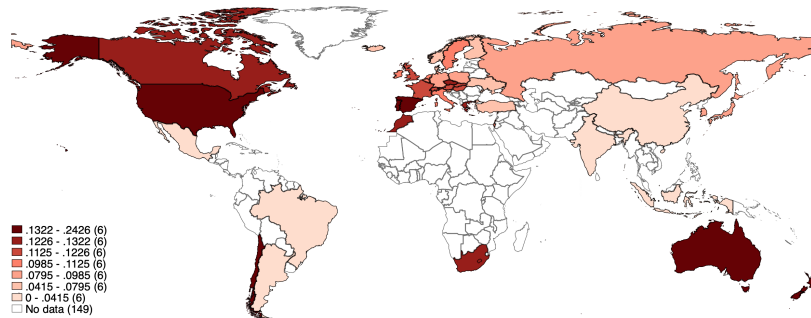 .1322 - .2426 (6)
.1226 - .1322 (6)
.1125 - .1226 (6)
.0985 - .1125 (6)
.0795 - .0985 (6)
.0415 - .0795 (6)
0 - .0415 (6)
No data (149)